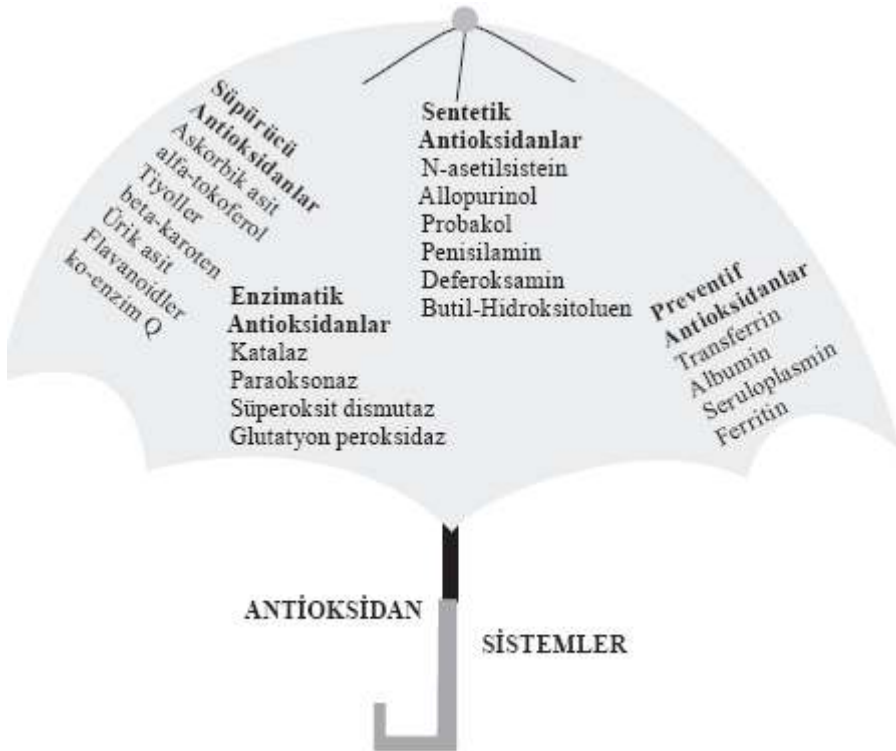 Süpürücü
Antioksidanlar
Askorbik asit
alfa-tokoferol
Tiyoller
beta-karoten
Ürik asit
Flavanoidler
ko-enzim Q
Enzimatik
Antioksidanlar
Katalaz
Paraoksonaz
Süperoksit dismutaz
Glutatyon peroksidaz
Sentetik
Antioksidanlar
N-asetilsistein
Allopurinol
Probakol
Penisilamin
Deferoksamin
Butil-Hidroksitoluen
Preventif
Antioksidanlar
Transferrin
Albumin
Seruloplasmin
Ferritin
ANTİOKSİDAN
SİSTEMLER